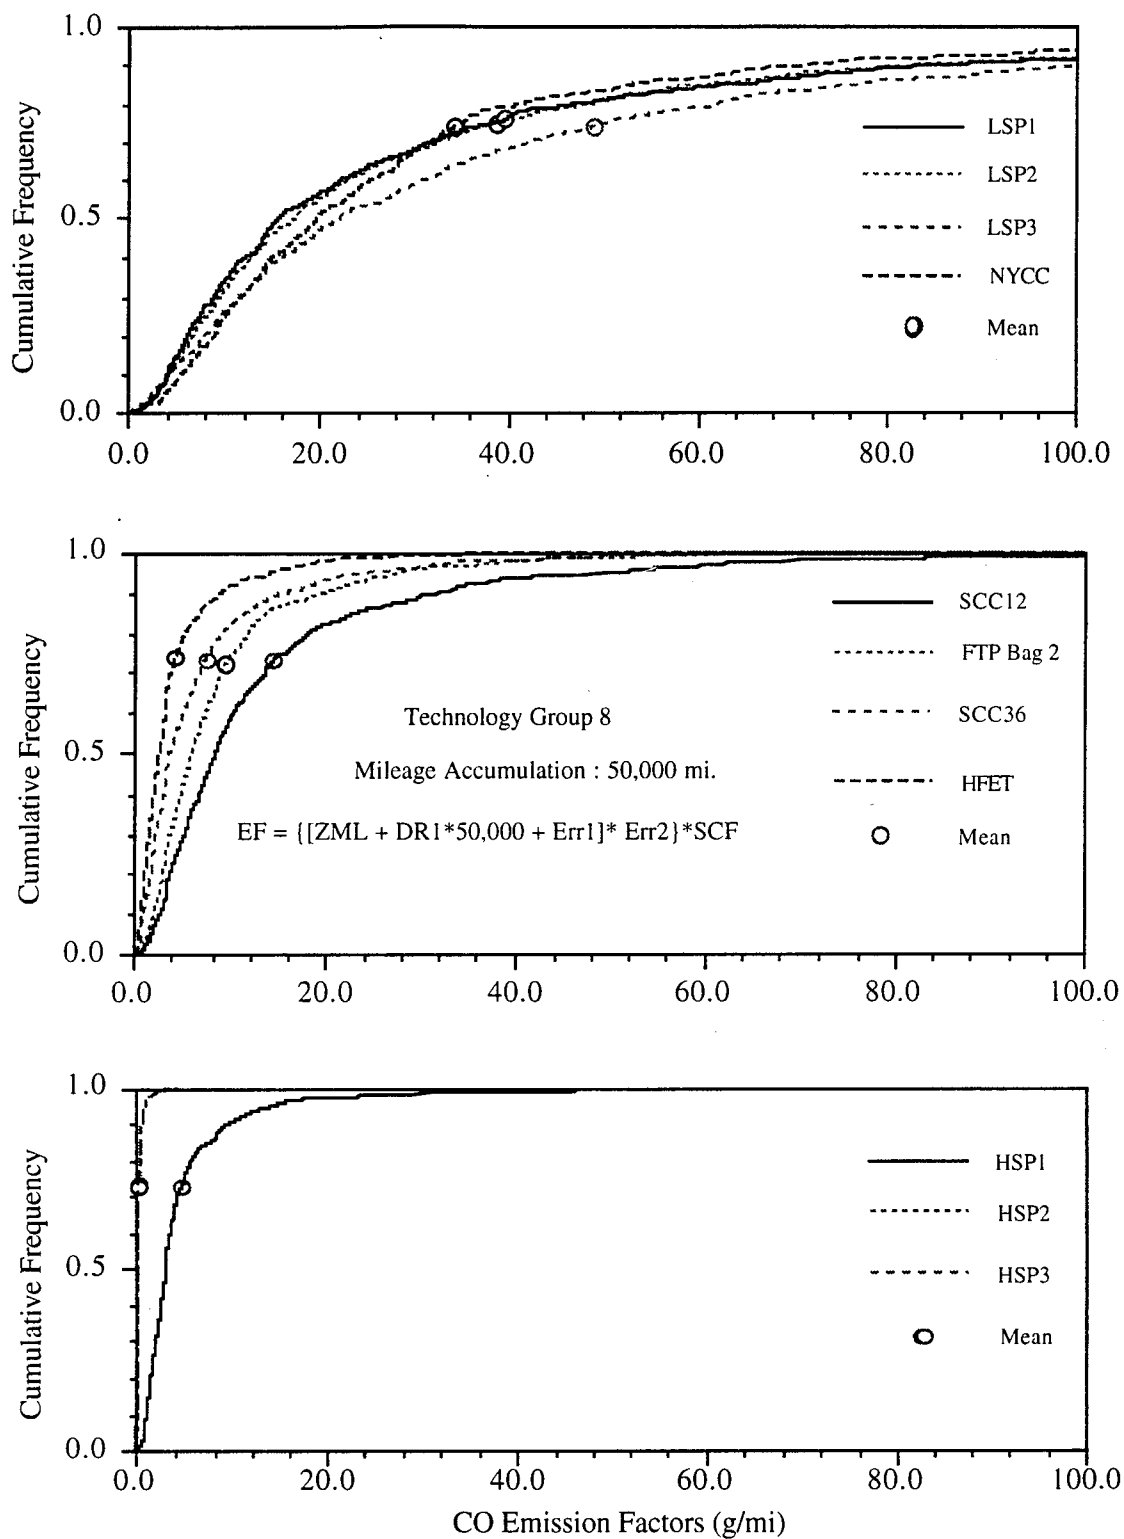 1.0
0.5
0.0
Cumulative Frequency
LSP1
LSP2
LSP3
NYCC
Mean
0.0 20.0 40.0 60.0 80.0 100.0
1.0
0.5
0.0
Cumulative Frequency
SCC12
FTP Bag 2
SCC36
HFET
Mean
Technology Group 8
Mileage Accumulation : 50,000 mi.
EF = {[ZML + DR1*50,000 + Err1]* Err2}*SCF
0.0 20.0 40.0 60.0 80.0 100.0
1.0
0.5
0.0
Cumulative Frequency
HSP1
HSP2
HSP3
Mean
0.0 20.0 40.0 60.0 80.0 100.0
CO Emission Factors (g/mi)